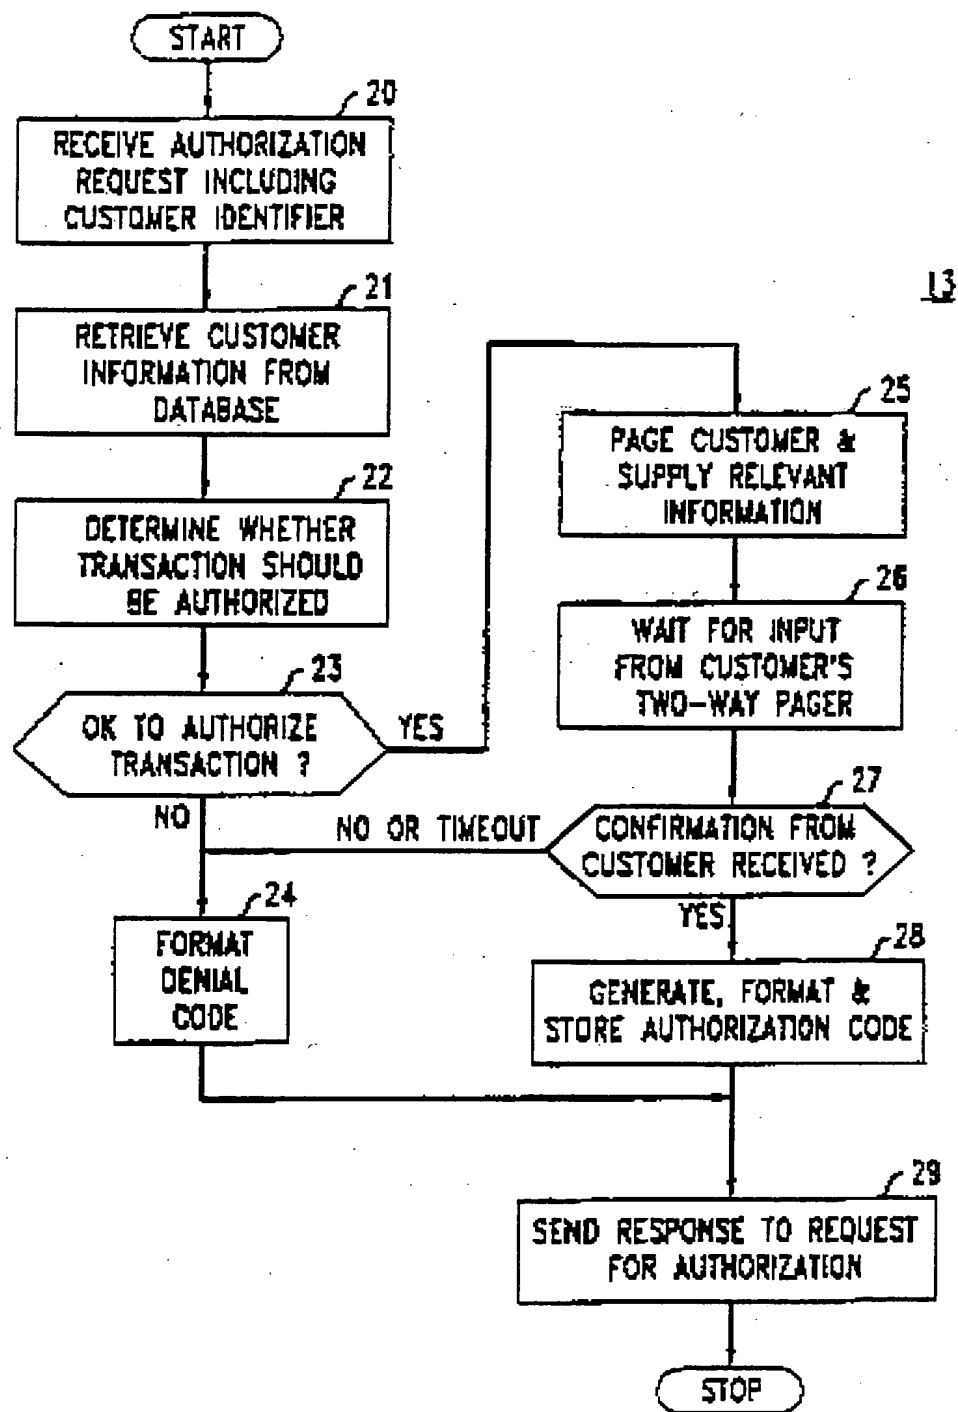 START
20
RECEIVE AUTHORIZATION
REQUEST INCLUDING
CUSTOMER IDENTIFIER
21
RETRIEVE CUSTOMER
INFORMATION FROM
DATABASE
22
DETERMINE WHETHER
TRANSACTION SHOULD
BE AUTHORIZED
23
OK TO AUTHORIZE
TRANSACTION ?
YES
NO
24
FORMAT
DENIAL
CODE
13
25
PAGE CUSTOMER &
SUPPLY RELEVANT
INFORMATION
26
WAIT FOR INPUT
FROM CUSTOMER'S
TWO-WAY PAGER
27
CONFIRMATION FROM
CUSTOMER RECEIVED ?
NO OR TIMEOUT
YES
28
GENERATE, FORMAT &
STORE AUTHORIZATION CODE
29
SEND RESPONSE TO REQUEST
FOR AUTHORIZATION
STOP